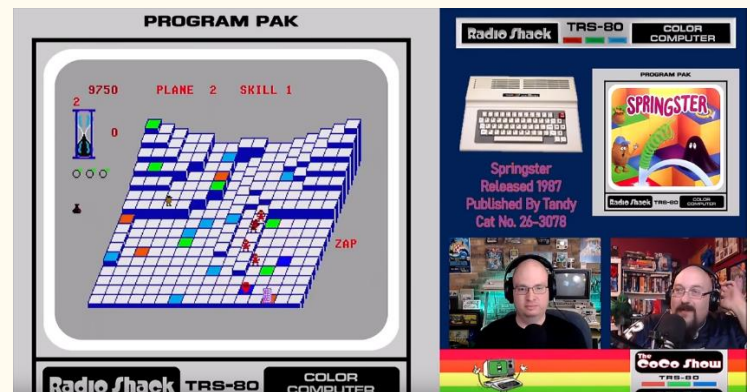 PROGRAM PAK
9750 PLANE 2 SKILL 1
2
0
ZAP
Radio Shack TRS-80 COLOR
COMPUTER
Radio Shack TRS-80 COLOR
COMPUTER
PROGRAM PAK
SPRINGSTER
Radio Shack TRS-80 COLOR
COMPUTER
Springster
Released 1987
Published By Tandy
Cat No. 26-3078
The
CoCo Show
TRS-80